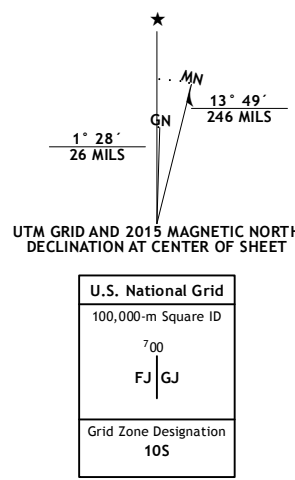 ★
MN
GN
13° 49´
246 MILS
1° 28´
26 MILS
UTM GRID AND 2015 MAGNETIC NORTH
DECLINATION AT CENTER OF SHEET
U.S. National Grid
100,000-m Square ID
⁷00
FJ GJ
Grid Zone Designation
10S